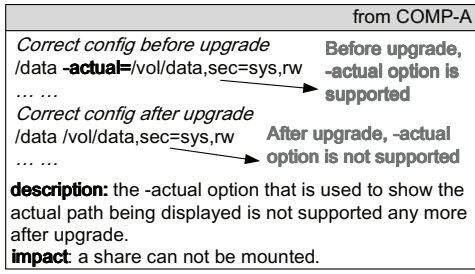 from COMP-A
Correct config before upgrade
/data -actual=/vol/data,sec=sys,rw
... ...
Before upgrade,
-actual option is
supported
Correct config after upgrade
/data /vol/data,sec=sys,rw
... ...
After upgrade, -actual
option is not supported
description: the -actual option that is used to show the
actual path being displayed is not supported any more
after upgrade.
impact: a share can not be mounted.